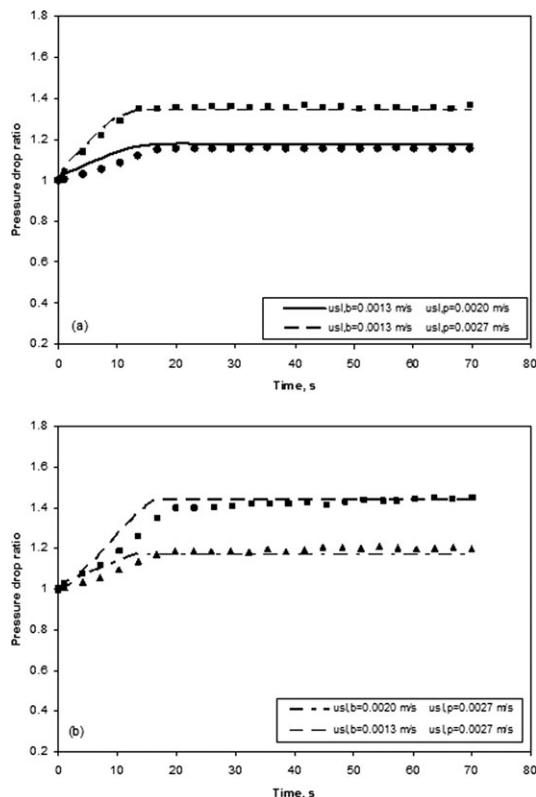 1.8
1.6
1.4
1.2
1
0.8
0.6
0.4
0.2
Pressure drop ratio
(a)
usl,b=0.0013 m/s usl,p=0.0020 m/s
usl,b=0.0013 m/s usl,p=0.0027 m/s
0 10 20 30 40 50 60 70 80
Time, s
1.8
1.6
1.4
1.2
1
0.8
0.6
0.4
0.2
Pressure drop ratio
(b)
usl,b=0.0020 m/s usl,p=0.0027 m/s
usl,b=0.0013 m/s usl,p=0.0027 m/s
0 10 20 30 40 50 60 70 80
Time, s